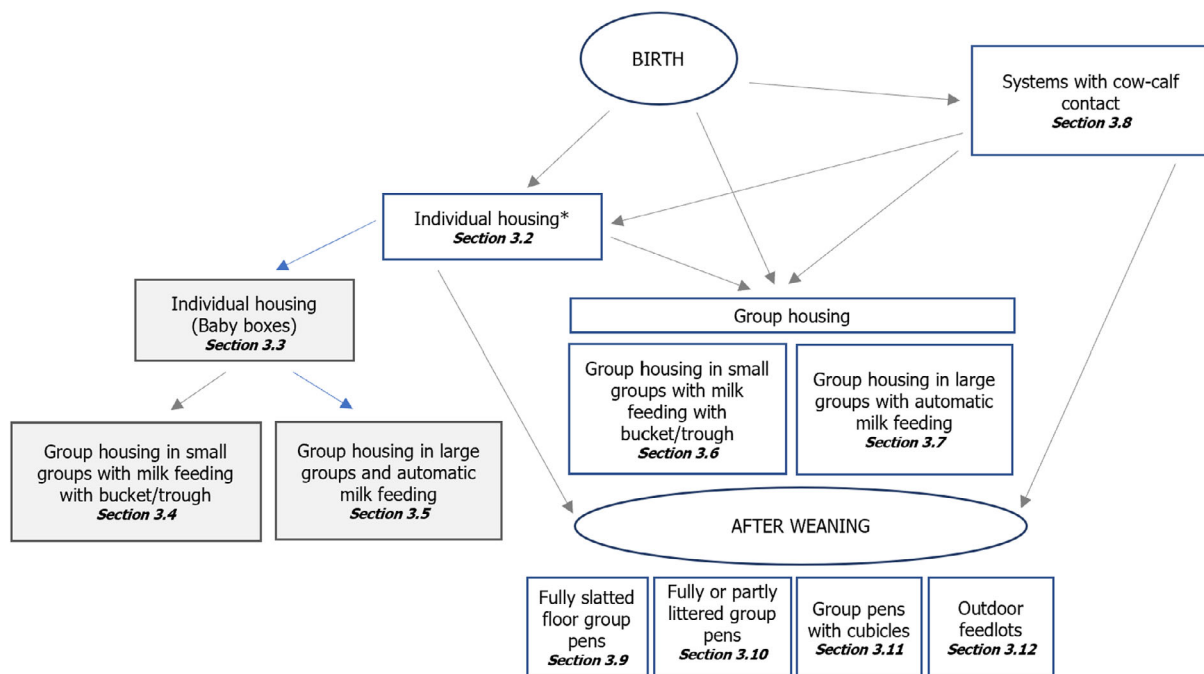 BIRTH
Systems with cow-calf
contact
Section 3.8
Individual housing*
Section 3.2
Individual housing
(Baby boxes)
Section 3.3
Group housing
Group housing in small
groups with milk
feeding with
bucket/trough
Section 3.6
Group housing in large
groups with automatic
milk feeding
Section 3.7
Group housing in small
groups with milk feeding
with bucket/trough
Section 3.4
Group housing in large
groups and automatic
milk feeding
Section 3.5
AFTER WEANING
Fully slatted
floor group
pens
Section 3.9
Fully or partly
littered group
pens
Section 3.10
Group pens
with cubicles
Section 3.11
Outdoor
feedlots
Section 3.12